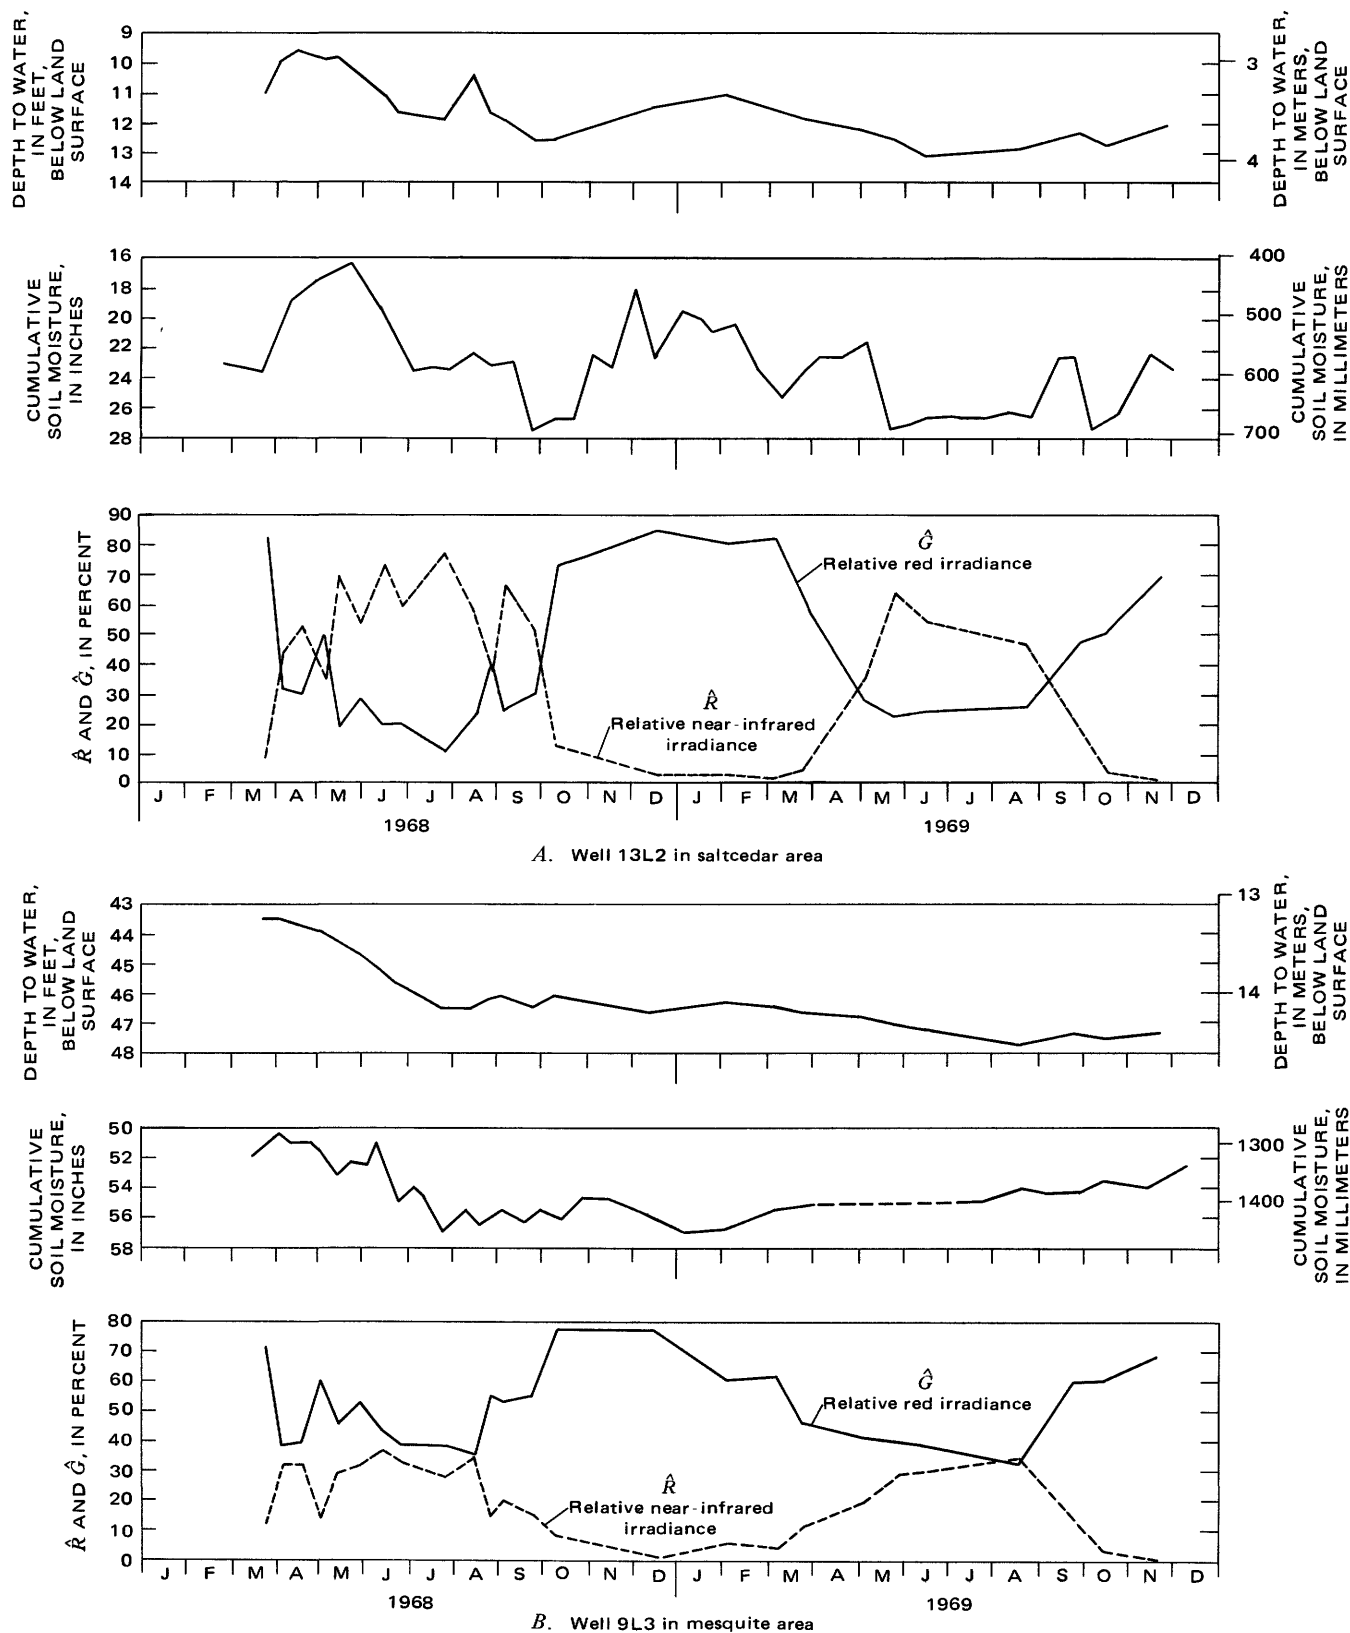 DEPTH TO WATER,
IN FEET,
BELOW LAND
SURFACE
9
10
11
12
13
14
3
4
DEPTH TO WATER,
IN METERS,
BELOW LAND
SURFACE
CUMULATIVE
SOIL MOISTURE,
IN INCHES
16
18
20
22
24
26
28
400
500
600
700
CUMULATIVE
SOIL MOISTURE,
IN MILLIMETERS
R̂ AND Ĝ, IN PERCENT
90
80
70
60
50
40
30
20
10
0
Ĝ
Relative red irradiance
R̂
Relative near-infrared
irradiance
J F M A M J J A S O N D J F M A M J J A S O N D
1968 1969
A. Well 13L2 in saltcedar area
DEPTH TO WATER,
IN FEET,
BELOW LAND
SURFACE
43
44
45
46
47
48
13
14
DEPTH TO WATER,
IN METERS,
BELOW LAND
SURFACE
CUMULATIVE
SOIL MOISTURE,
IN INCHES
50
52
54
56
58
1300
1400
CUMULATIVE
SOIL MOISTURE,
IN MILLIMETERS
R̂ AND Ĝ, IN PERCENT
80
70
60
50
40
30
20
10
0
Ĝ
Relative red irradiance
R̂
Relative near-infrared
irradiance
J F M A M J J A S O N D J F M A M J J A S O N D
1968 1969
B. Well 9L3 in mesquite area